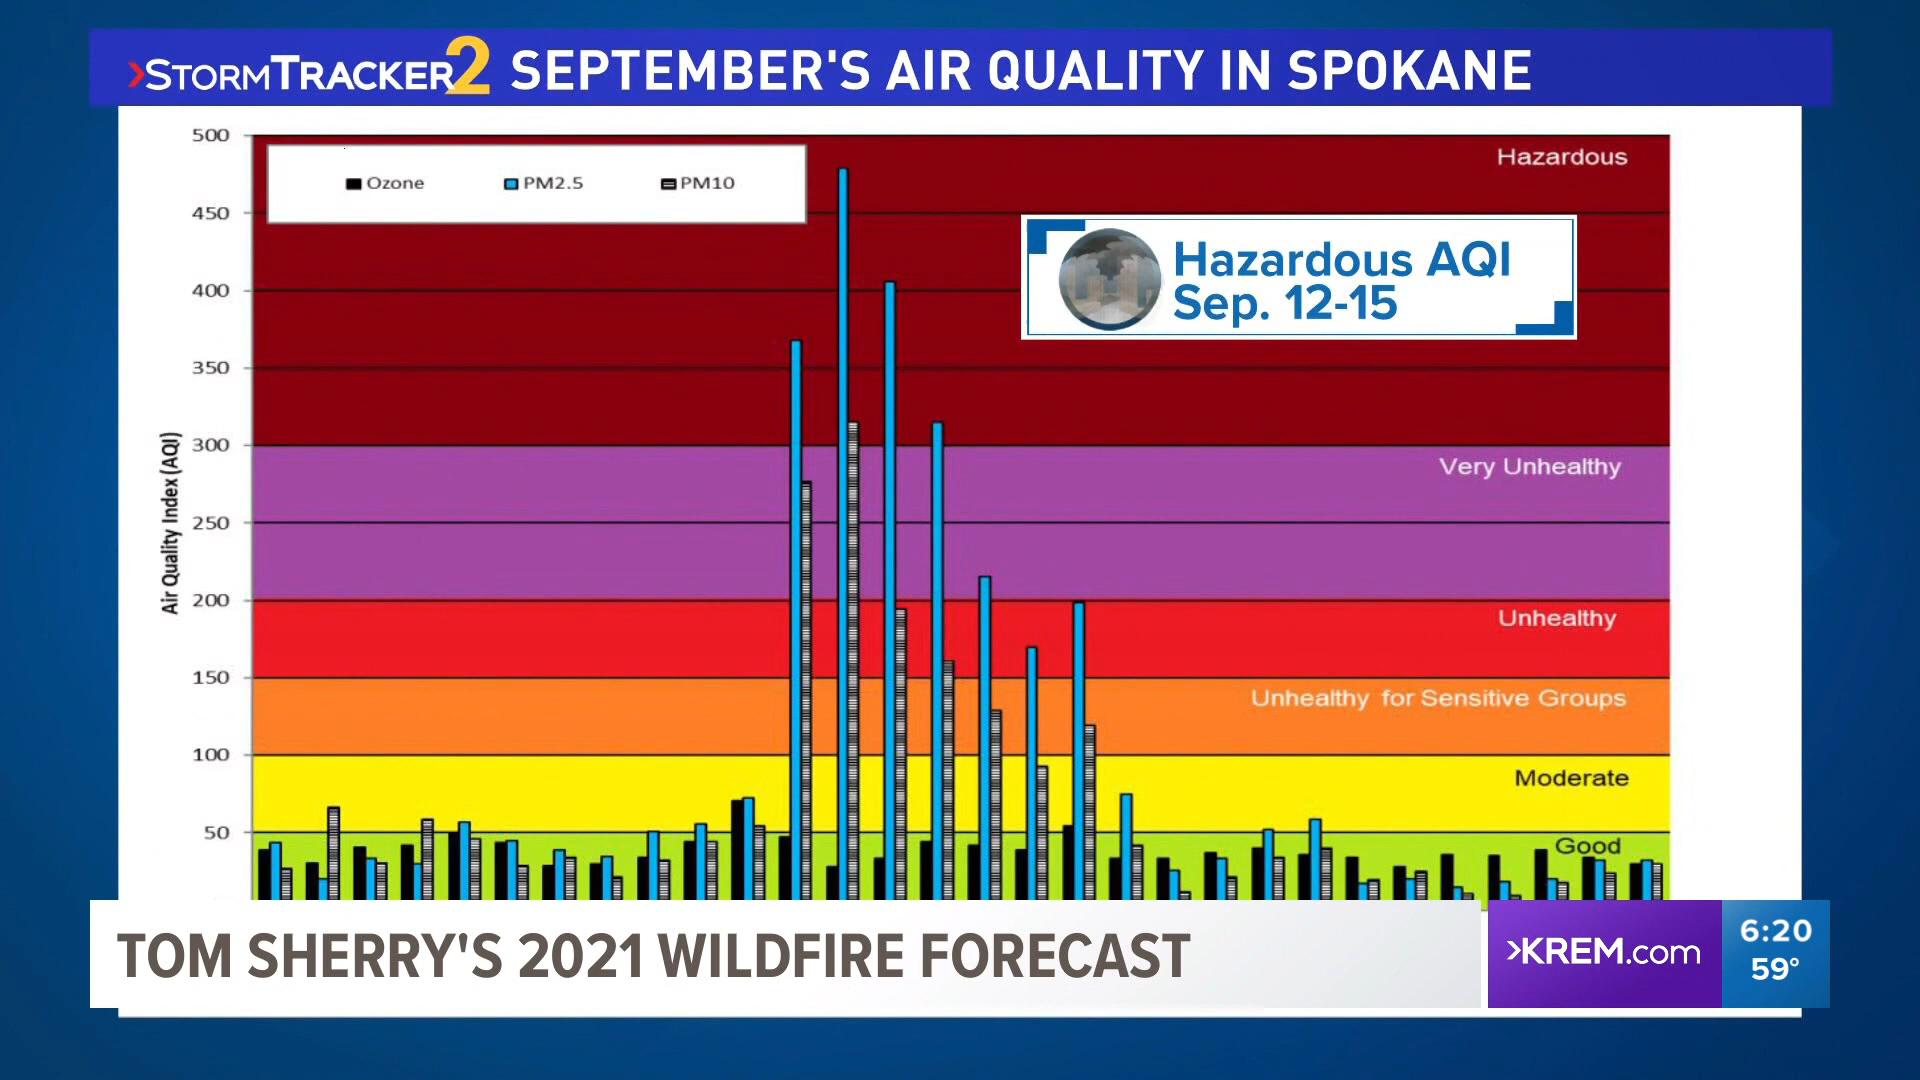 ›STORMTRACKER2 SEPTEMBER'S AIR QUALITY IN SPOKANE
500
450
400
350
300
250
200
150
100
50
Air Quality Index (AQI)
Ozone PM2.5 PM10
Hazardous
Hazardous AQI
Sep. 12-15
Very Unhealthy
Unhealthy
Unhealthy for Sensitive Groups
Moderate
Good
TOM SHERRY'S 2021 WILDFIRE FORECAST
›KREM.com
6:20
59°